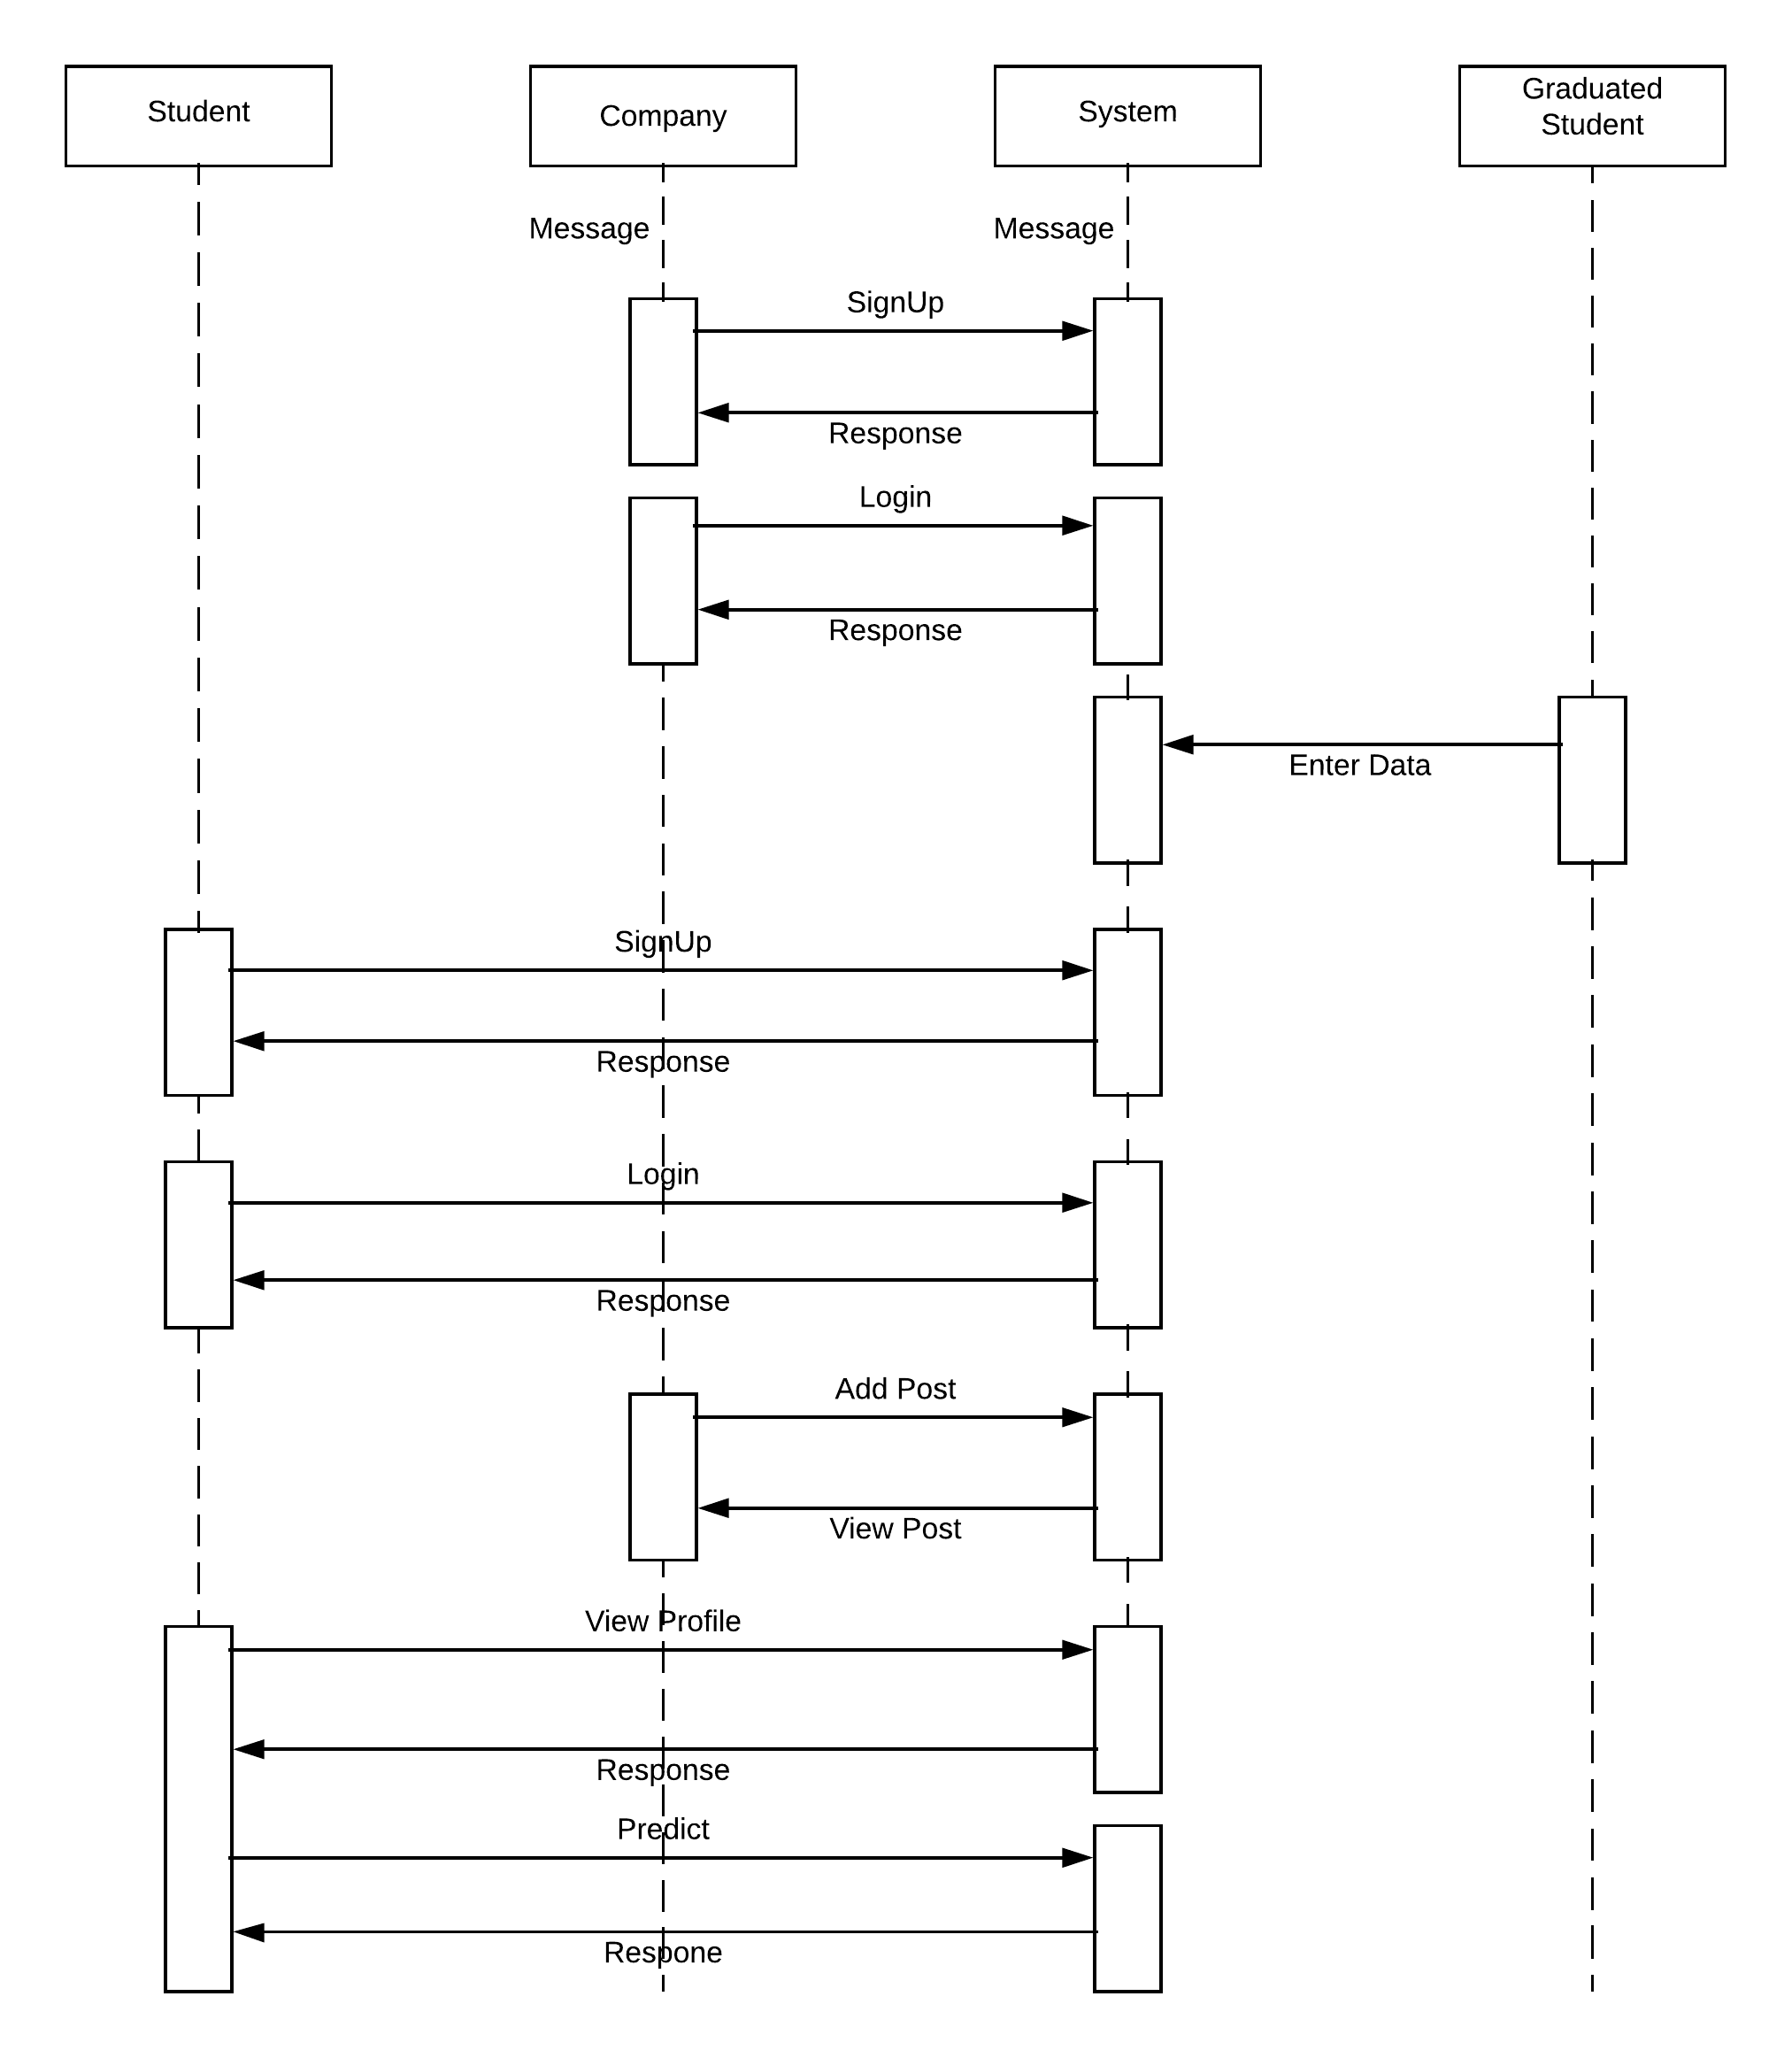 Student
Company
System
Graduated
Student
Message
Message
SignUp
Response
Login
Response
Enter Data
SignUp
Response
Login
Response
Add Post
View Post
View Profile
Response
Predict
Respone